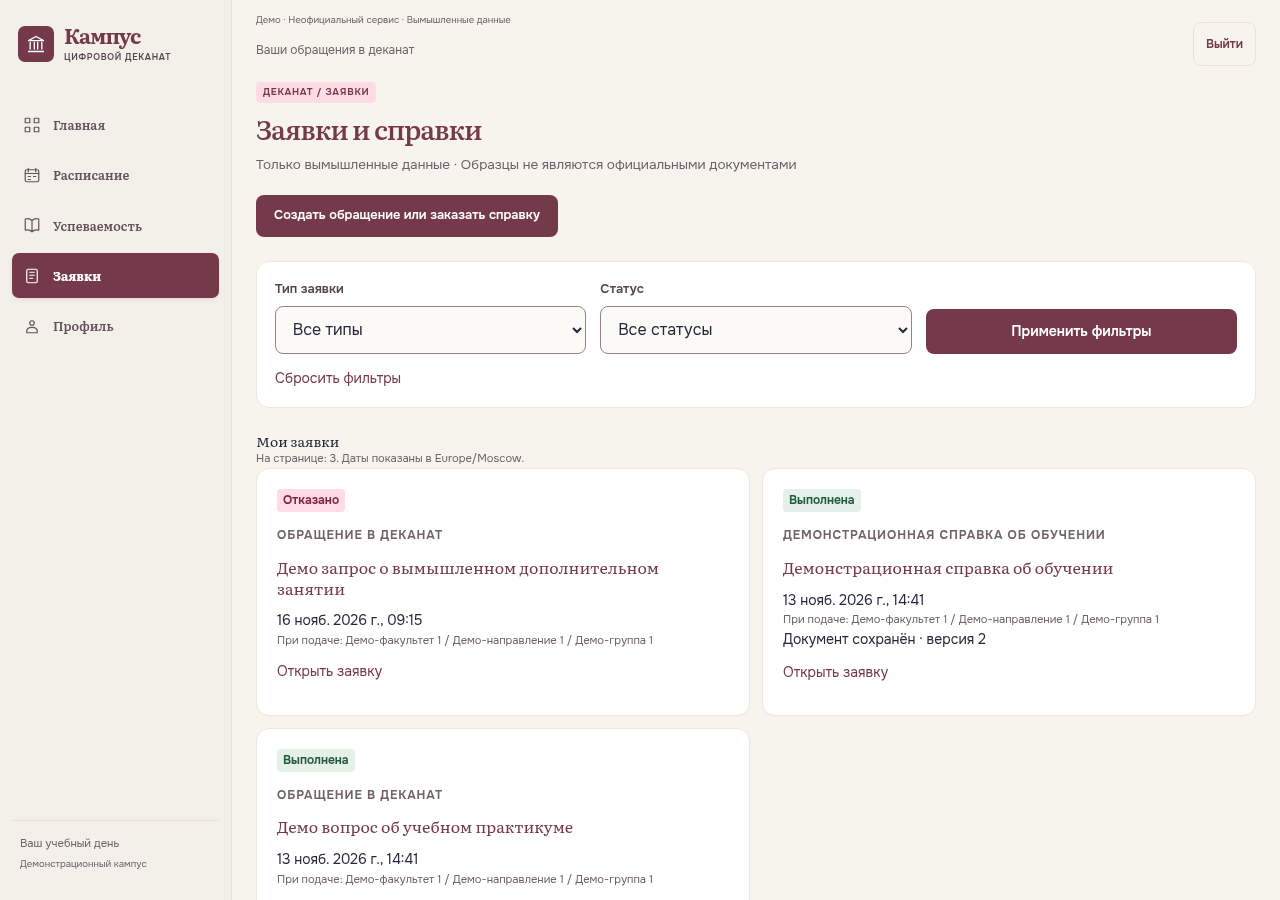 Кампус
ЦИФРОВОЙ ДЕКАНАТ
Главная
Расписание
Успеваемость
Заявки
Профиль
Ваш учебный день
Демонстрационный кампус
Демо · Неофициальный сервис · Вымышленные данные
Ваши обращения в деканат
Выйти
ДЕКАНАТ / ЗАЯВКИ
Заявки и справки
Только вымышленные данные · Образцы не являются официальными документами
Создать обращение или заказать справку
Тип заявки
Статус
Все типы
Все статусы
Применить фильтры
Сбросить фильтры
Мои заявки
На странице: 3. Даты показаны в Europe/Moscow.
Отказано
ОБРАЩЕНИЕ В ДЕКАНАТ
Демо запрос о вымышленном дополнительном
занятии
16 нояб. 2026 г., 09:15
При подаче: Демо-факультет 1 / Демо-направление 1 / Демо-группа 1
Открыть заявку
Выполнена
ДЕМОНСТРАЦИОННАЯ СПРАВКА ОБ ОБУЧЕНИИ
Демонстрационная справка об обучении
13 нояб. 2026 г., 14:41
При подаче: Демо-факультет 1 / Демо-направление 1 / Демо-группа 1
Документ сохранён · версия 2
Открыть заявку
Выполнена
ОБРАЩЕНИЕ В ДЕКАНАТ
Демо вопрос об учебном практикуме
13 нояб. 2026 г., 14:41
При подаче: Демо-факультет 1 / Демо-направление 1 / Демо-группа 1